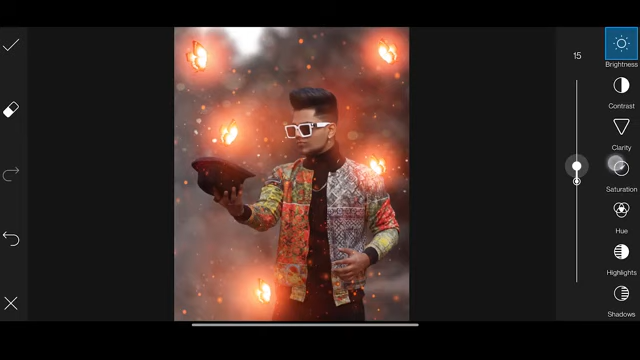 15
Brightness
Contrast
Clarity
Saturation
Hue
Highlights
Shadows